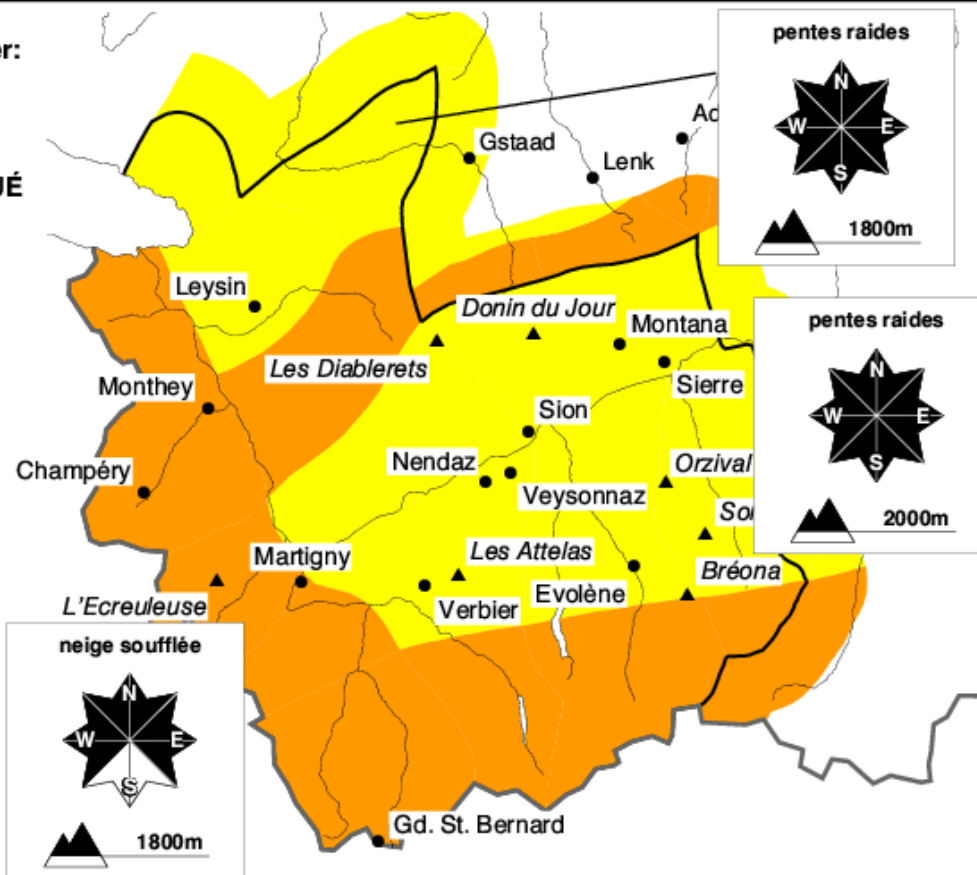 er:
UÉ
pentes raides
N
W
E
S
1800m
Ad
Gstaad
Lenk
Leysin
Donin du Jour
Montana
Les Diablerets
Sierre
Monthey
Sion
Champéry
Nendaz
Veysonnaz
Orzival
Martigny
Les Attelas
Bréona
L'Ecreuleuse
Verbier
Evolène
pentes raides
N
W
E
S
2000m
neige soufflée
N
W
E
S
1800m
Gd. St. Bernard